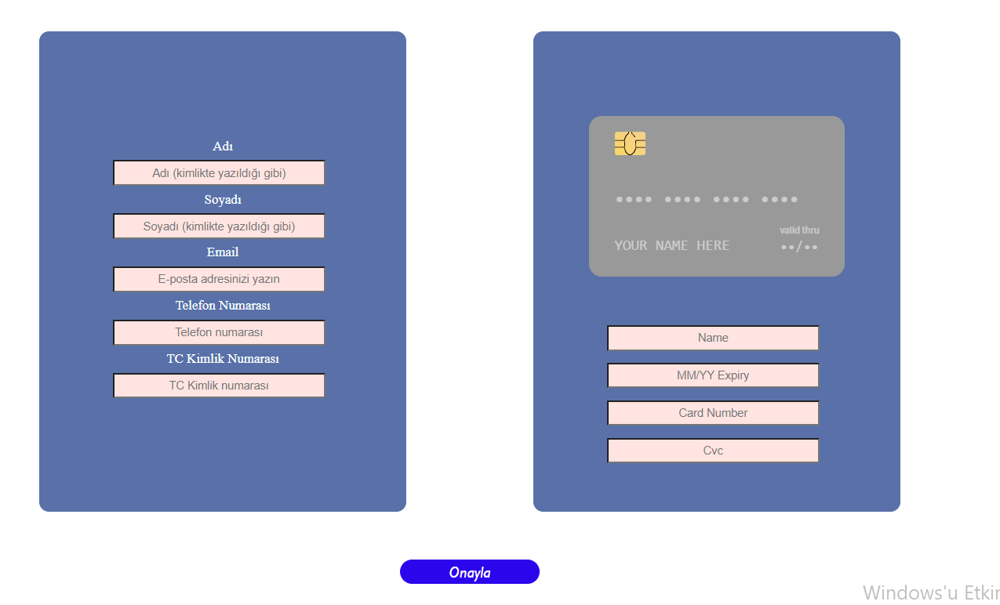 Adı
Adı (kimlikte yazıldığı gibi)
Soyadı
Soyadı (kimlikte yazıldığı gibi)
Email
E-posta adresinizi yazın
Telefon Numarası
Telefon numarası
TC Kimlik Numarası
TC Kimlik numarası
•••• •••• •••• ••••
valid thru
YOUR NAME HERE ••/••
Name
MM/YY Expiry
Card Number
Cvc
Onayla
Windows'u Etkin